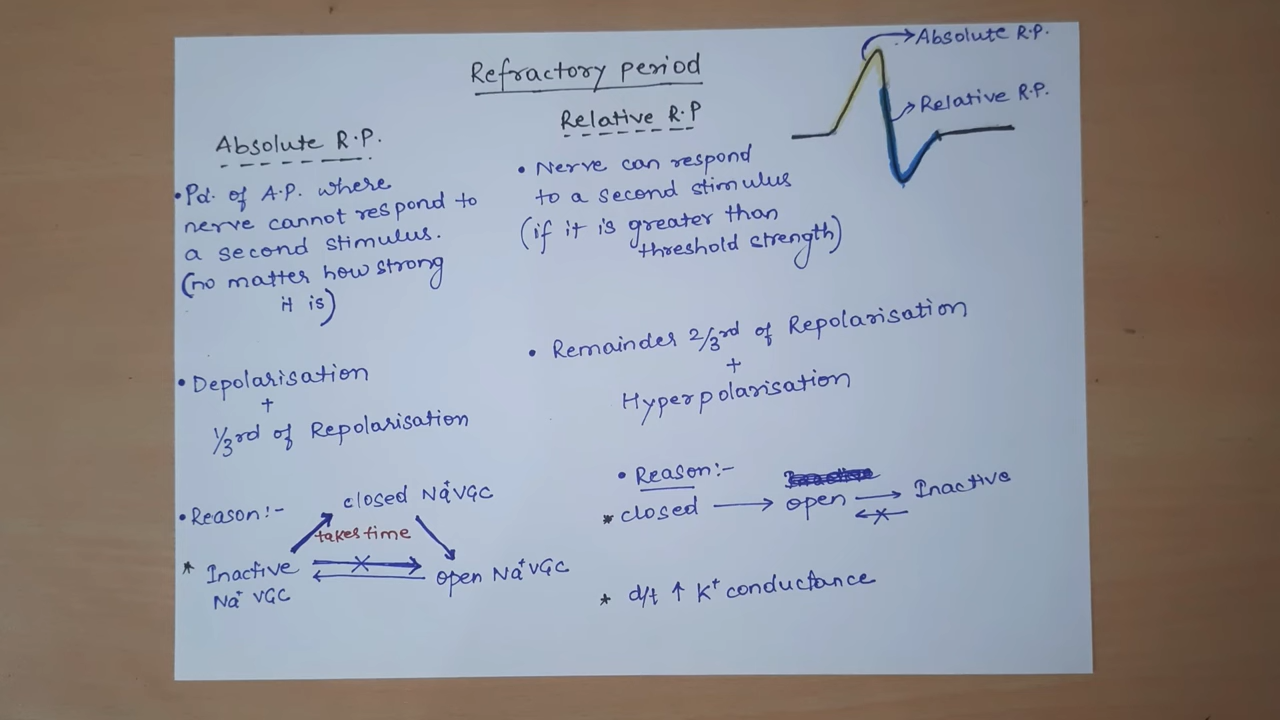 Refractory period
Absolute R.P.
Relative R.P.
Absolute R.P.
• Pd. of A.P. where
nerve cannot respond to
a second stimulus.
(no matter how strong
it is)
• Depolarisation
+
1/3rd of Repolarisation
• Reason:-
closed Na⁺ VGC
takes time
* Inactive
Na⁺ VGC
open Na⁺ VGC
Relative R.P
• Nerve can respond
to a second stimulus
(if it is greater than
threshold strength)
• Remainder 2/3rd of Repolarisation
+
Hyperpolarisation
• Reason:-
* closed → open → Inactive
* d/t ↑ K⁺ conductance